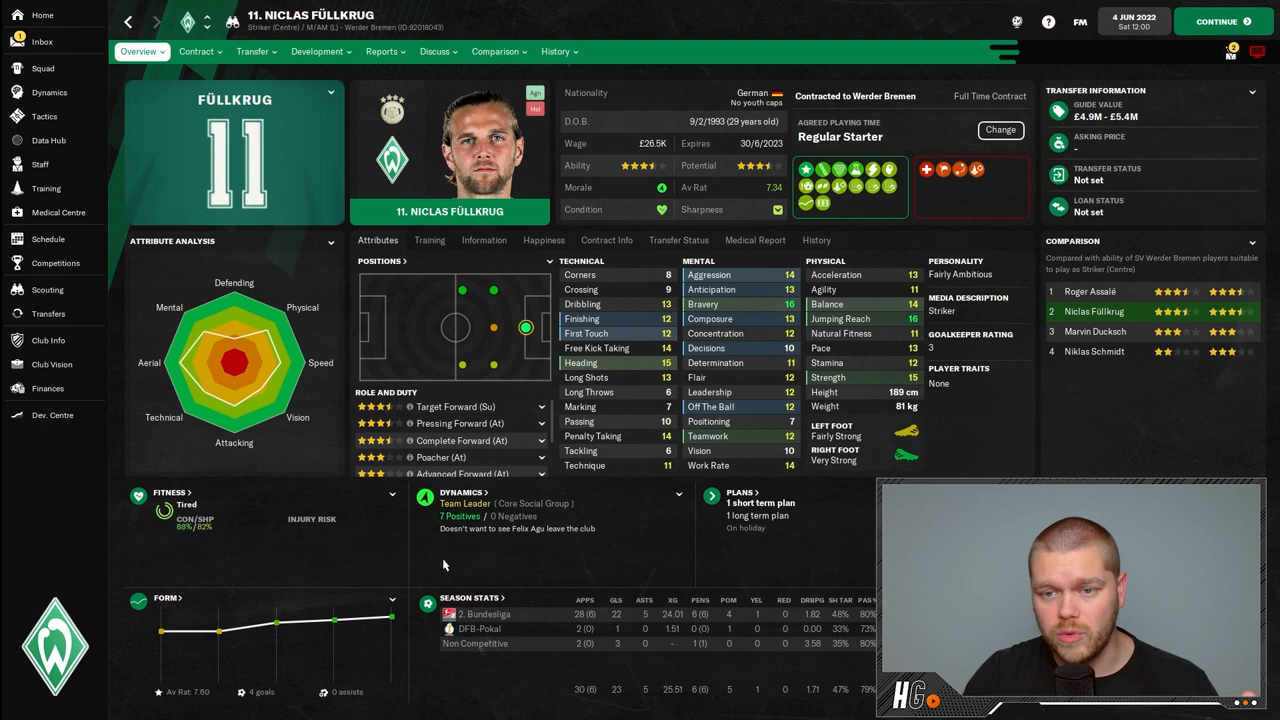 Home
Inbox
1
Squad
Dynamics
Tactics
Data Hub
Staff
Training
Medical Centre
Schedule
Competitions
Scouting
Transfers
Club Info
Club Vision
Finances
Dev. Centre
11. NICLAS FÜLLKRUG
Striker (Centre) / M/AM (L) - Werder Bremen (ID:92018043)
FM
4 JUN 2022
Sat 12:00
CONTINUE
Overview Contract Transfer Development Reports Discuss Comparison History
2
FÜLLKRUG
11
Agn
Hol
11. NICLAS FÜLLKRUG
Nationality German
No youth caps
D.O.B. 9/2/1993 (29 years old)
Wage £26.5K Expires 30/6/2023
Ability Potential
Morale Av Rat 7.34
Condition Sharpness
Contracted to Werder Bremen Full Time Contract
AGREED PLAYING TIME
Regular Starter
Change
TRANSFER INFORMATION
GUIDE VALUE
£4.9M - £5.4M
ASKING PRICE
-
TRANSFER STATUS
Not set
LOAN STATUS
Not set
ATTRIBUTE ANALYSIS
Defending
Mental Physical
Aerial Speed
Technical Vision
Attacking
Attributes Training Information Happiness Contract Info Transfer Status Medical Report History
POSITIONS >
ROLE AND DUTY
Target Forward (Su)
Pressing Forward (At)
Complete Forward (At)
Poacher (At)
Advanced Forward (At)
TECHNICAL
Corners 8
Crossing 9
Dribbling 13
Finishing 12
First Touch 12
Free Kick Taking 14
Heading 15
Long Shots 13
Long Throws 6
Marking 7
Passing 10
Penalty Taking 14
Tackling 6
Technique 11
MENTAL
Aggression 14
Anticipation 13
Bravery 16
Composure 13
Concentration 12
Decisions 10
Determination 11
Flair 12
Leadership 12
Off The Ball 12
Positioning 7
Teamwork 12
Vision 10
Work Rate 14
PHYSICAL
Acceleration 13
Agility 11
Balance 14
Jumping Reach 16
Natural Fitness 11
Pace 13
Stamina 12
Strength 15
Height 189 cm
Weight 81 kg
LEFT FOOT
Fairly Strong
RIGHT FOOT
Very Strong
PERSONALITY
Fairly Ambitious
MEDIA DESCRIPTION
Striker
GOALKEEPER RATING
3
PLAYER TRAITS
None
COMPARISON
Compared with ability of SV Werder Bremen players suitable
to play as Striker (Centre)
1 Roger Assalé
2 Niclas Füllkrug
3 Marvin Ducksch
4 Niklas Schmidt
FITNESS >
Tired
CON/SHP
88%/82%
INJURY RISK
DYNAMICS >
Team Leader ( Core Social Group )
7 Positives / 0 Negatives
Doesn't want to see Felix Agu leave the club
PLANS >
1 short term plan
1 long term plan
On holiday
FORM >
Av Rat: 7.60 4 goals 0 assists
SEASON STATS > APPS GLS ASTS XG PENS POM YEL RED DRBPG SH TAR PAS%
2. Bundesliga 28 (6) 22 5 24.01 6 (6) 4 1 0 1.82 48% 80%
DFB-Pokal 2 (0) 1 0 1.51 0 (0) 1 0 0 0.00 33% 73%
Non Competitive 2 (0) 3 0 - 1 (1) 0 0 0 3.58 35% 80%
30 (6) 23 5 25.51 6 (6) 5 1 0 1.71 47% 79%
HG